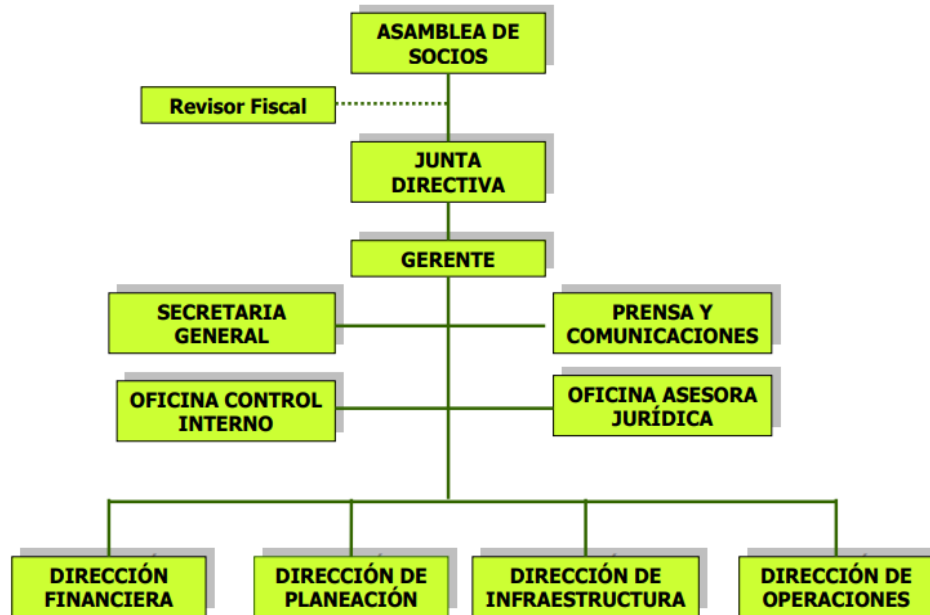 ASAMBLEA DE
SOCIOS
Revisor Fiscal
JUNTA
DIRECTIVA
GERENTE
SECRETARIA
GENERAL
PRENSA Y
COMUNICACIONES
OFICINA CONTROL
INTERNO
OFICINA ASESORA
JURÍDICA
DIRECCIÓN
FINANCIERA
DIRECCIÓN DE
PLANEACIÓN
DIRECCIÓN DE
INFRAESTRUCTURA
DIRECCIÓN DE
OPERACIONES